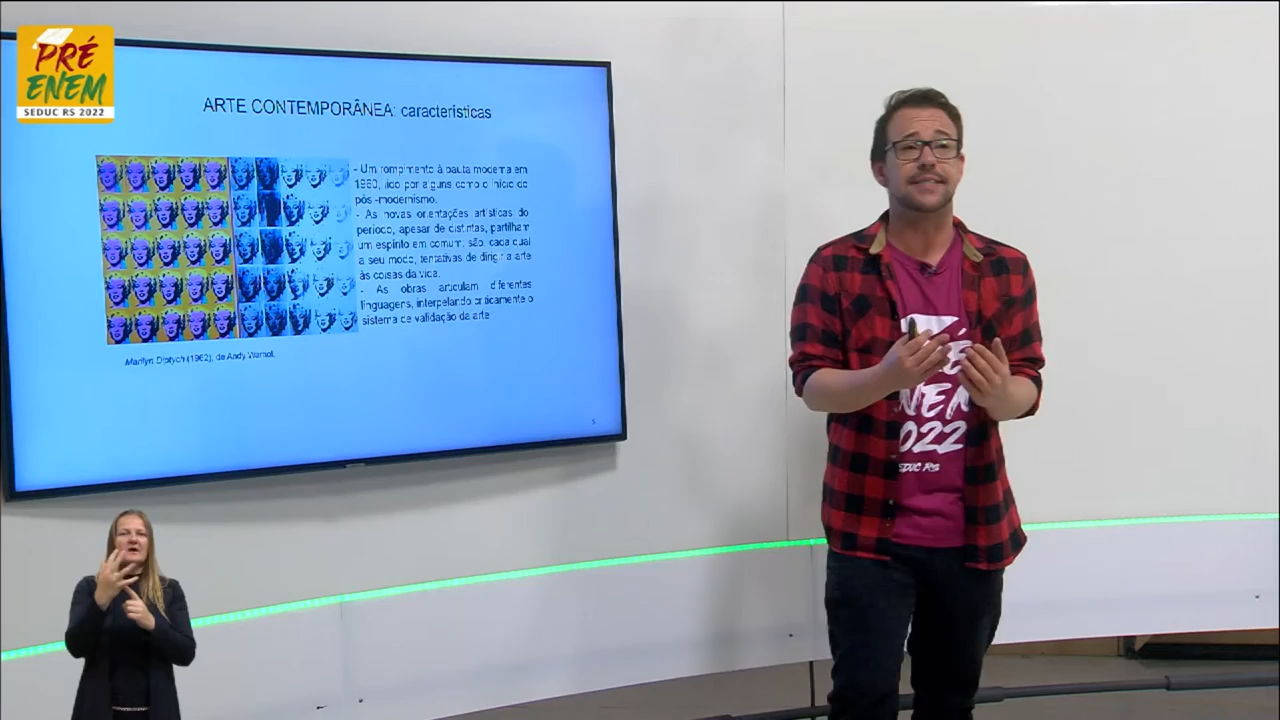 PRÉ
ENEM
SEDUC RS 2022
ARTE CONTEMPORÂNEA: características
- Um rompimento à pauta moderna em
1960, lido por alguns como o início do
pós -modernismo.
- As novas orientações artísticas do
período, apesar de distintas, partilham
um espírito em comum: são, cada qual
a seu modo, tentativas de dirigir a arte
às coisas da vida.
- As obras articulam diferentes
linguagens, interpelando criticamente o
sistema de validação da arte
Marilyn Diptych (1962), de Andy Warhol.
5
2022
SEDUC RS